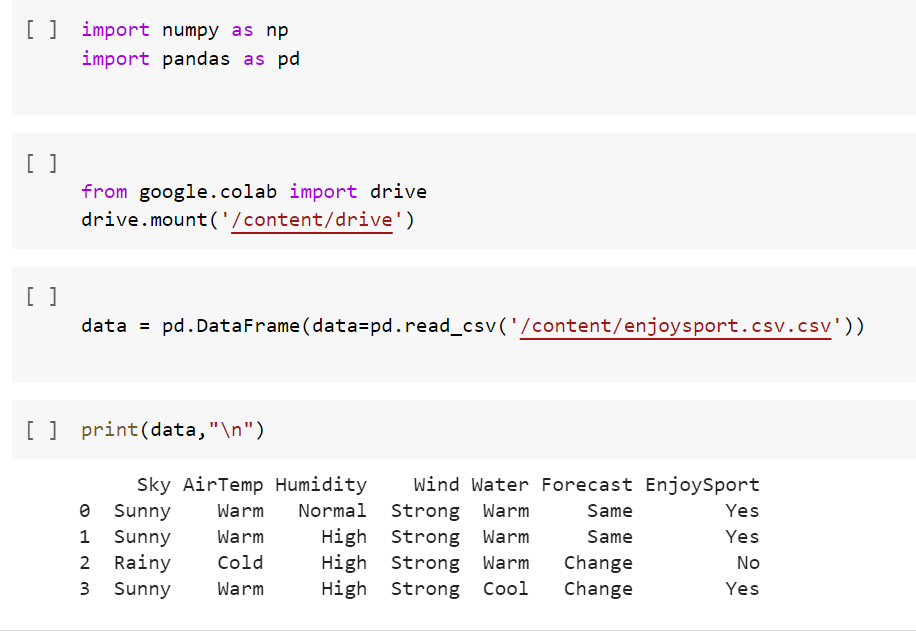 [ ] import numpy as np
import pandas as pd
[ ]
from google.colab import drive
drive.mount('/content/drive')
[ ]
data = pd.DataFrame(data=pd.read_csv('/content/enjoysport.csv.csv'))
[ ] print(data,"\n")
Sky AirTemp Humidity Wind Water Forecast EnjoySport
0 Sunny Warm Normal Strong Warm Same Yes
1 Sunny Warm High Strong Warm Same Yes
2 Rainy Cold High Strong Warm Change No
3 Sunny Warm High Strong Cool Change Yes